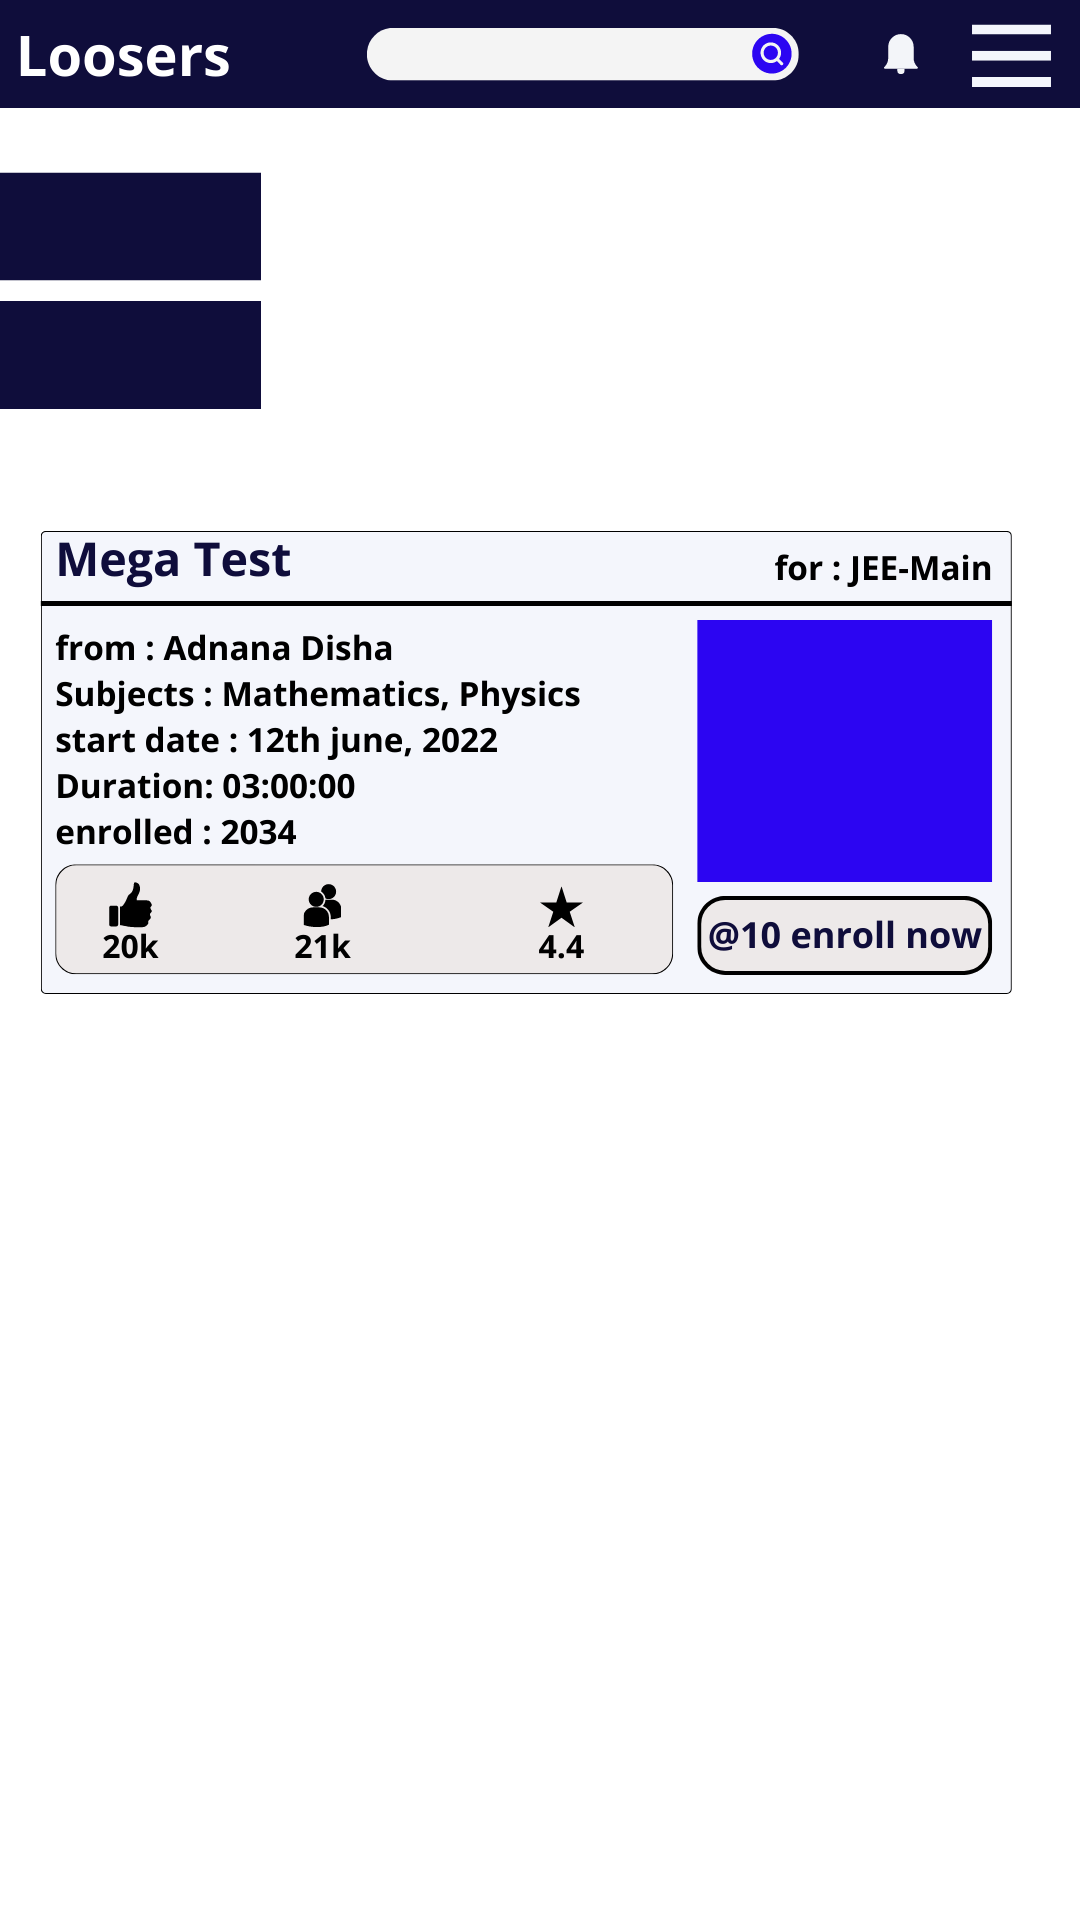 Loosers
Mega Test
for : JEE-Main
from : Adnana Disha
Subjects : Mathematics, Physics
start date : 12th june, 2022
Duration: 03:00:00
enrolled : 2034
20k
21k
4.4
@10 enroll now